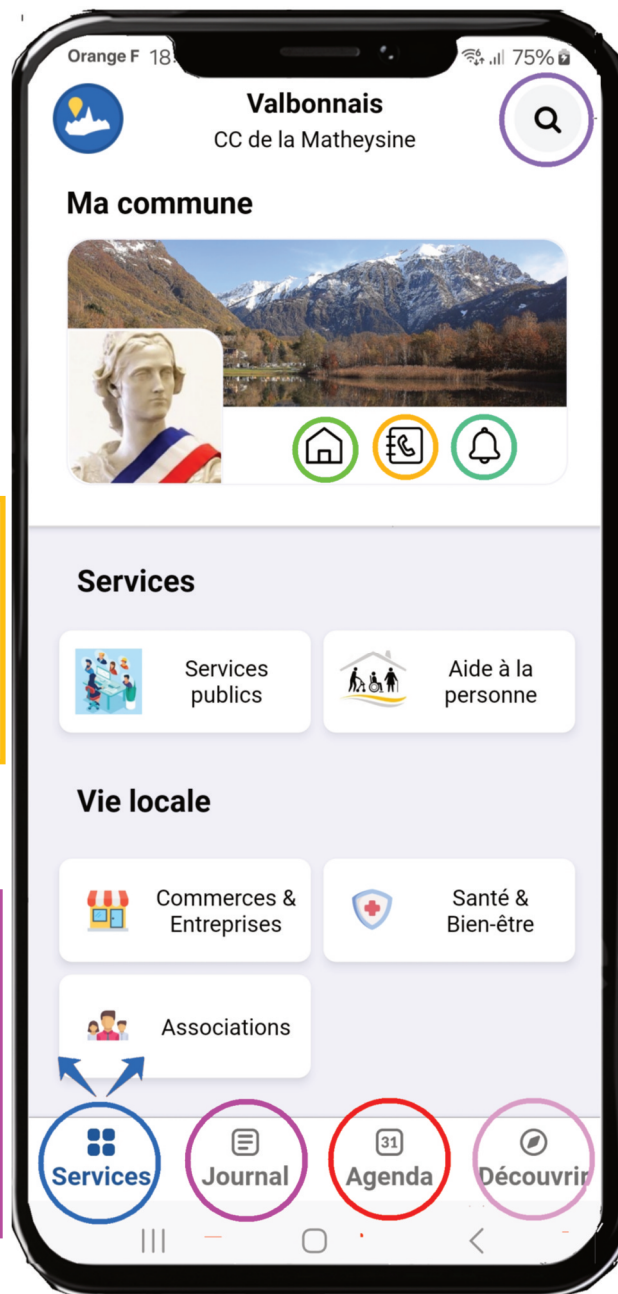 Orange F 18:
75%
Valbonnais
CC de la Matheysine
Ma commune
Services
Services
publics
Aide à la
personne
Vie locale
Commerces &
Entreprises
Santé &
Bien-être
Associations
31
Services
Journal
Agenda
Découvrir